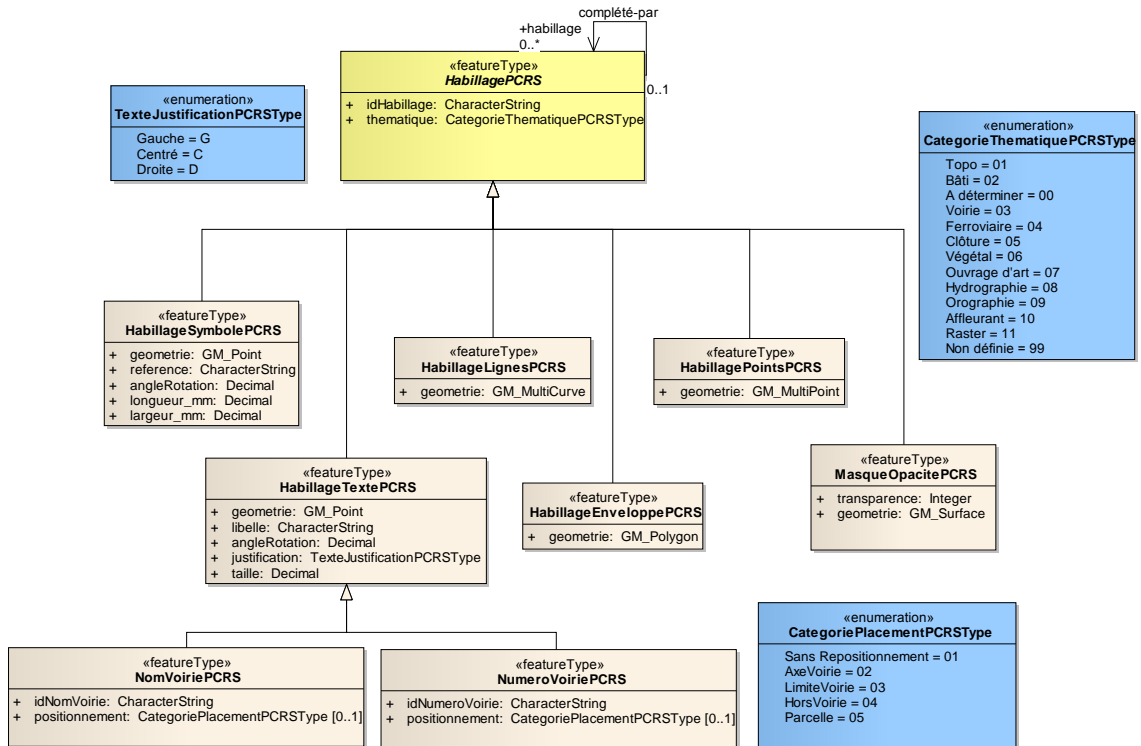 complété-par
+habillage
0..*
0..1
«featureType»
HabillagePCRS
+ idHabillage: CharacterString
+ thematique: CategorieThematiquePCRSType
«enumeration»
TexteJustificationPCRSType
Gauche = G
Centré = C
Droite = D
«enumeration»
CategorieThematiquePCRSType
Topo = 01
Bâti = 02
A déterminer = 00
Voirie = 03
Ferroviaire = 04
Clôture = 05
Végétal = 06
Ouvrage d'art = 07
Hydrographie = 08
Orographie = 09
Affleurant = 10
Raster = 11
Non définie = 99
«featureType»
HabillageSymbolePCRS
+ geometrie: GM_Point
+ reference: CharacterString
+ angleRotation: Decimal
+ longueur_mm: Decimal
+ largeur_mm: Decimal
«featureType»
HabillageLignesPCRS
+ geometrie: GM_MultiCurve
«featureType»
HabillagePointsPCRS
+ geometrie: GM_MultiPoint
«featureType»
HabillageTextePCRS
+ geometrie: GM_Point
+ libelle: CharacterString
+ angleRotation: Decimal
+ justification: TexteJustificationPCRSType
+ taille: Decimal
«featureType»
HabillageEnveloppePCRS
+ geometrie: GM_Polygon
«featureType»
MasqueOpacitePCRS
+ transparence: Integer
+ geometrie: GM_Surface
«featureType»
NomVoiriePCRS
+ idNomVoirie: CharacterString
+ positionnement: CategoriePlacementPCRSType [0..1]
«featureType»
NumeroVoiriePCRS
+ idNumeroVoirie: CharacterString
+ positionnement: CategoriePlacementPCRSType [0..1]
«enumeration»
CategoriePlacementPCRSType
Sans Repositionnement = 01
AxeVoirie = 02
LimiteVoirie = 03
HorsVoirie = 04
Parcelle = 05